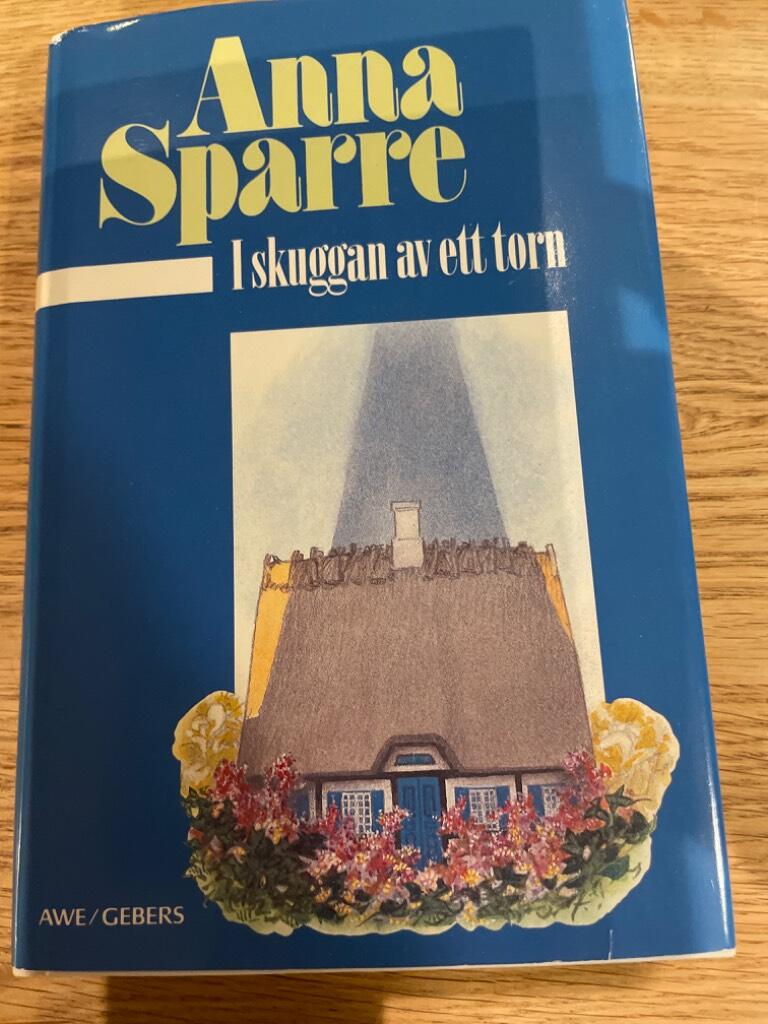 Anna
Sparre
I skuggan av ett torn
AWE/GEBERS